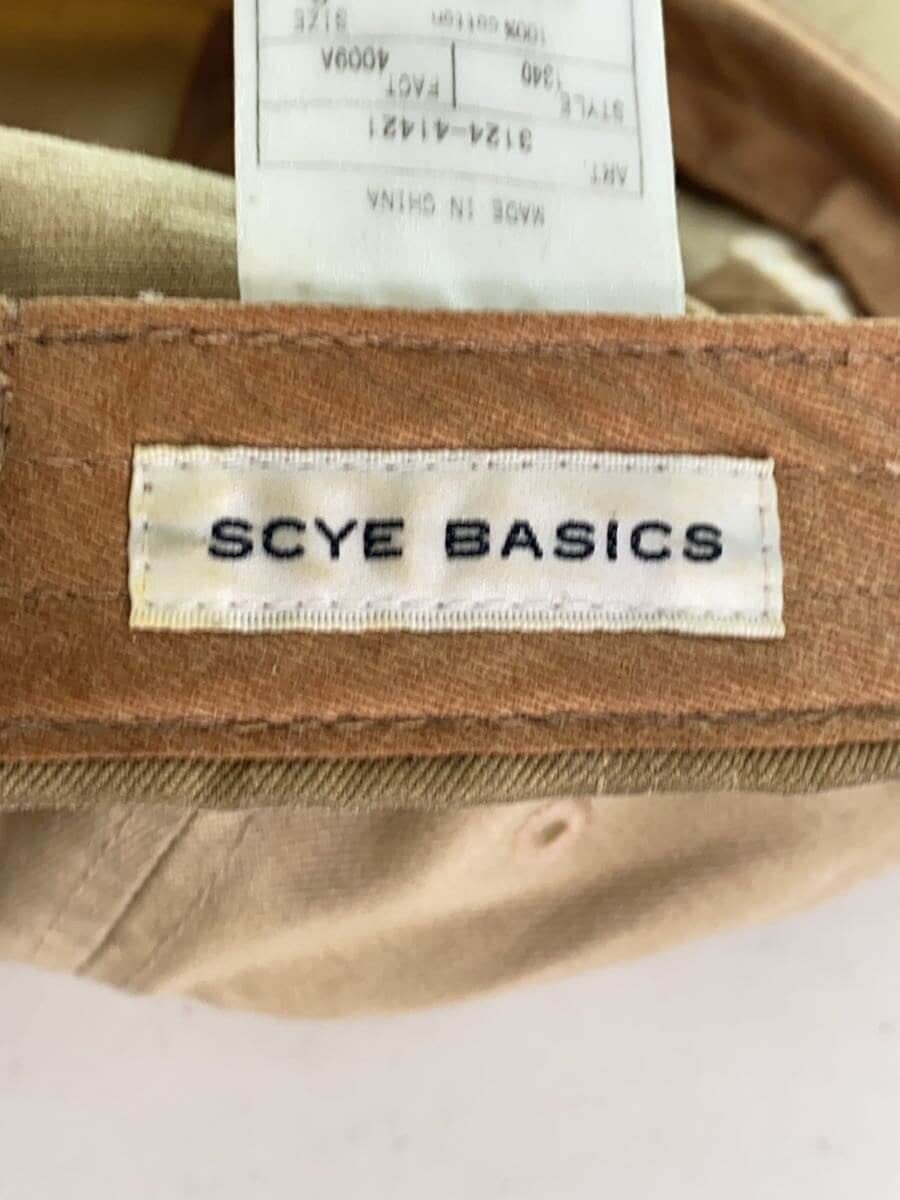 MADE IN CHINA
ART.
3124-41421
STYLE
1340
FACT
4009A
100% cotton
SIZE
SCYE BASICS